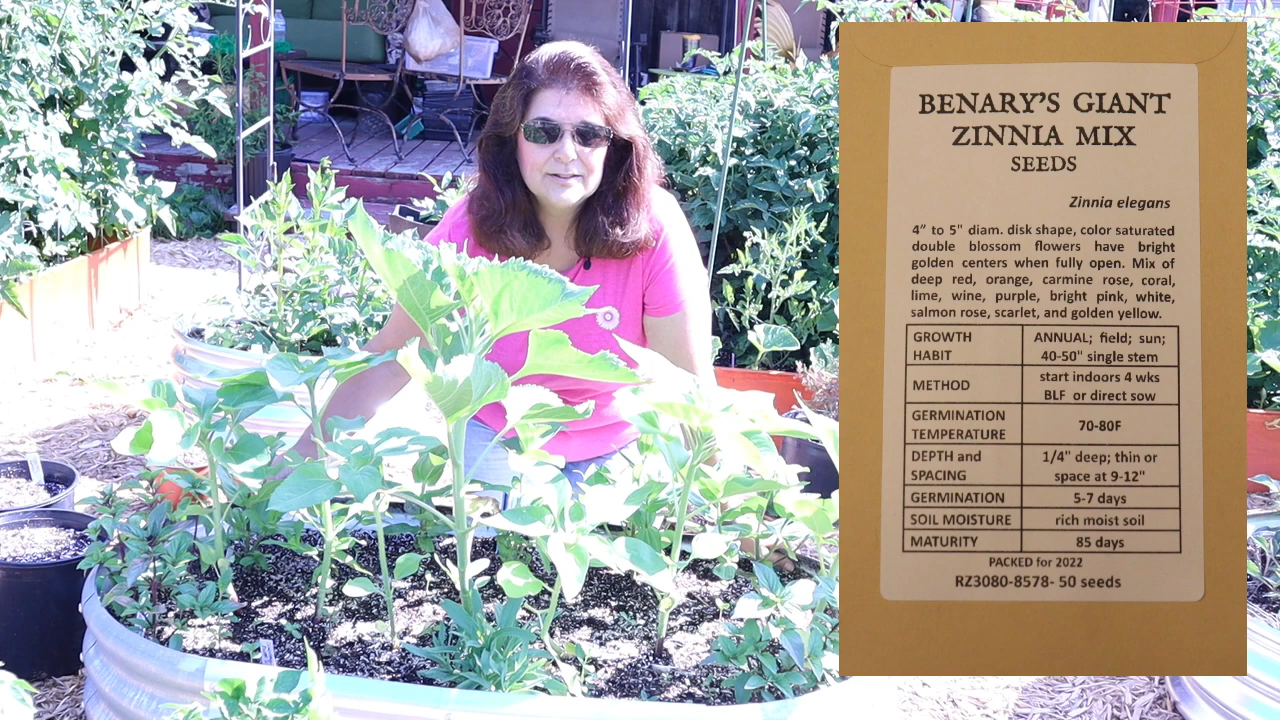 BENARY'S GIANT
ZINNIA MIX
SEEDS
Zinnia elegans
4" to 5" diam. disk shape, color saturated
double blossom flowers have bright
golden centers when fully open. Mix of
deep red, orange, carmine rose, coral,
lime, wine, purple, bright pink, white,
salmon rose, scarlet, and golden yellow.
GROWTH HABIT ANNUAL; field; sun; 40-50" single stem
METHOD start indoors 4 wks BLF or direct sow
GERMINATION TEMPERATURE 70-80F
DEPTH and SPACING 1/4" deep; thin or space at 9-12"
GERMINATION 5-7 days
SOIL MOISTURE rich moist soil
MATURITY 85 days
PACKED for 2022
RZ3080-8578- 50 seeds